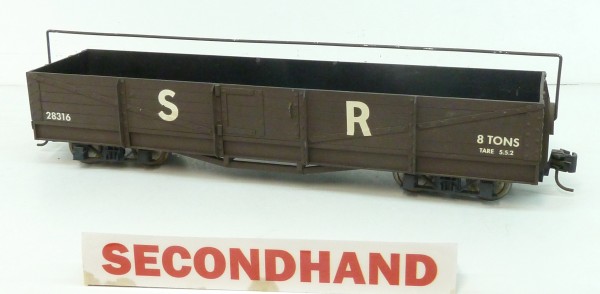 S R
28316
8 TONS
TARE 5.5.2
SECONDHAND